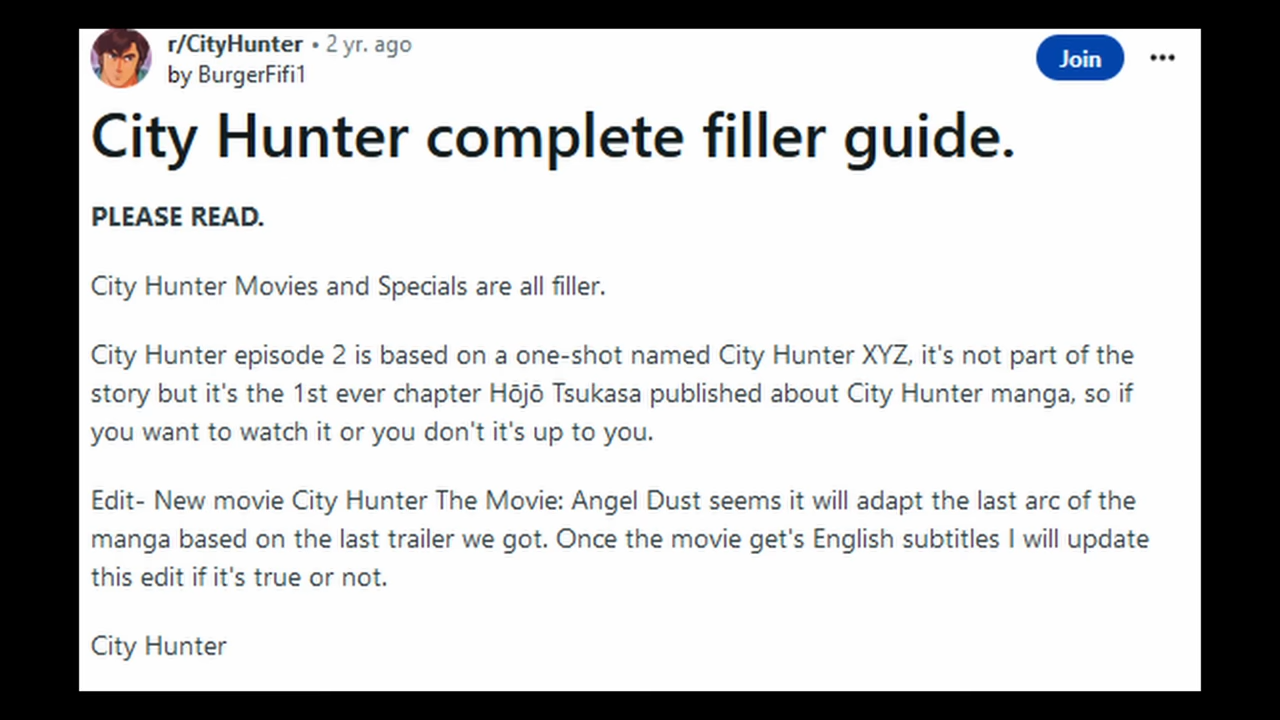 r/CityHunter • 2 yr. ago
by BurgerFifi1
Join
City Hunter complete filler guide.
PLEASE READ.
City Hunter Movies and Specials are all filler.
City Hunter episode 2 is based on a one-shot named City Hunter XYZ, it's not part of the
story but it's the 1st ever chapter Hōjō Tsukasa published about City Hunter manga, so if
you want to watch it or you don't it's up to you.
Edit- New movie City Hunter The Movie: Angel Dust seems it will adapt the last arc of the
manga based on the last trailer we got. Once the movie get's English subtitles I will update
this edit if it's true or not.
City Hunter